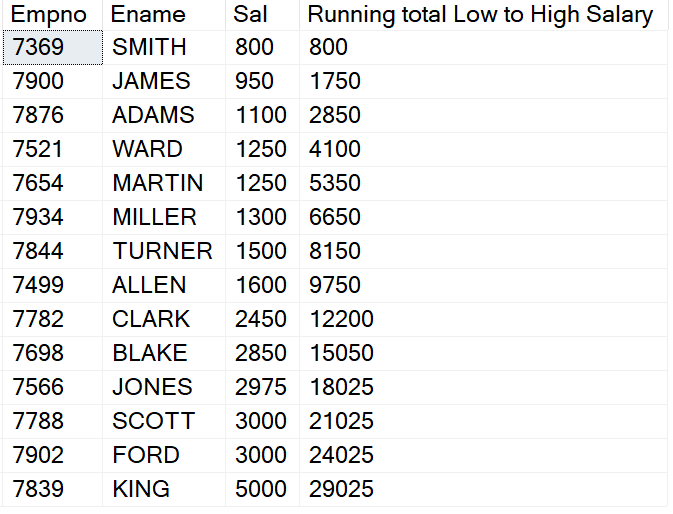 Empno Ename Sal Running total Low to High Salary
7369 SMITH 800 800
7900 JAMES 950 1750
7876 ADAMS 1100 2850
7521 WARD 1250 4100
7654 MARTIN 1250 5350
7934 MILLER 1300 6650
7844 TURNER 1500 8150
7499 ALLEN 1600 9750
7782 CLARK 2450 12200
7698 BLAKE 2850 15050
7566 JONES 2975 18025
7788 SCOTT 3000 21025
7902 FORD 3000 24025
7839 KING 5000 29025